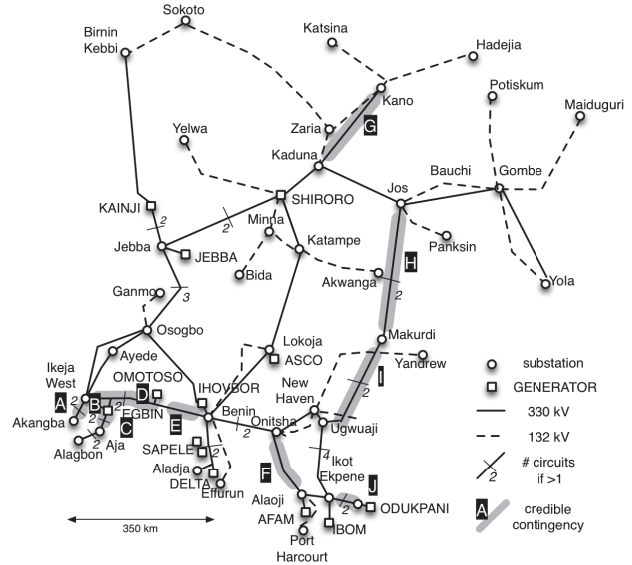 Sokoto
Birnin
Kebbi
Katsina
Hadejia
Potiskum
Maiduguri
Kano
G
Zaria
Yelwa
Kaduna
Bauchi
Gombe
Jos
SHIRORO
KAINJI
2
2
Minna
Jebba
JEBBA
Katampe
Panksin
H
Bida
Akwanga
2
Yola
Ganmo
3
Osogbo
Makurdi
Lokoja
ASCO
Yandrew
Ayede
Ikeja
West
OMOTOSO
IHOVBOR
New
Haven
I
2
A
B
D
2
EGBIN
E
Benin
2
Onitsha
Ugwuaji
Akangba
C
2
Aja
Alagbon
SAPELE
2
Aladja
DELTA
Effurun
4
Ikot
Ekpene
F
J
Alaoji
2
ODUKPANI
AFAM
IBOM
Port
Harcourt
350 km
substation
GENERATOR
330 kV
132 kV
2
# circuits
if >1
A
credible
contingency